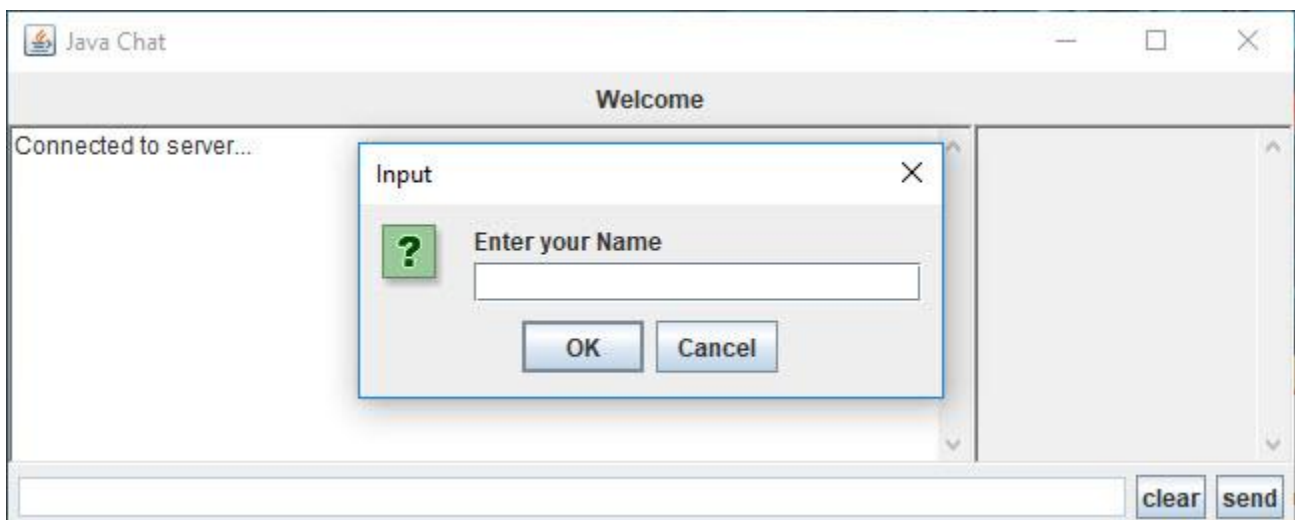 Java Chat
Welcome
Connected to server...
Input
Enter your Name
OK Cancel
clear send